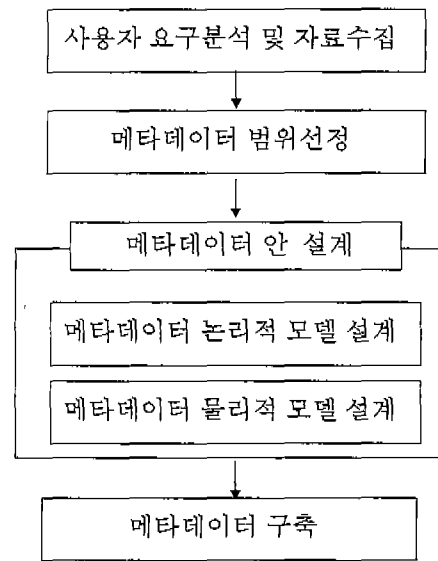 사용자 요구분석 및 자료수집
메타데이터 범위선정
메타데이터 안 설계
메타데이터 논리적 모델 설계
메타데이터 물리적 모델 설계
메타데이터 구축